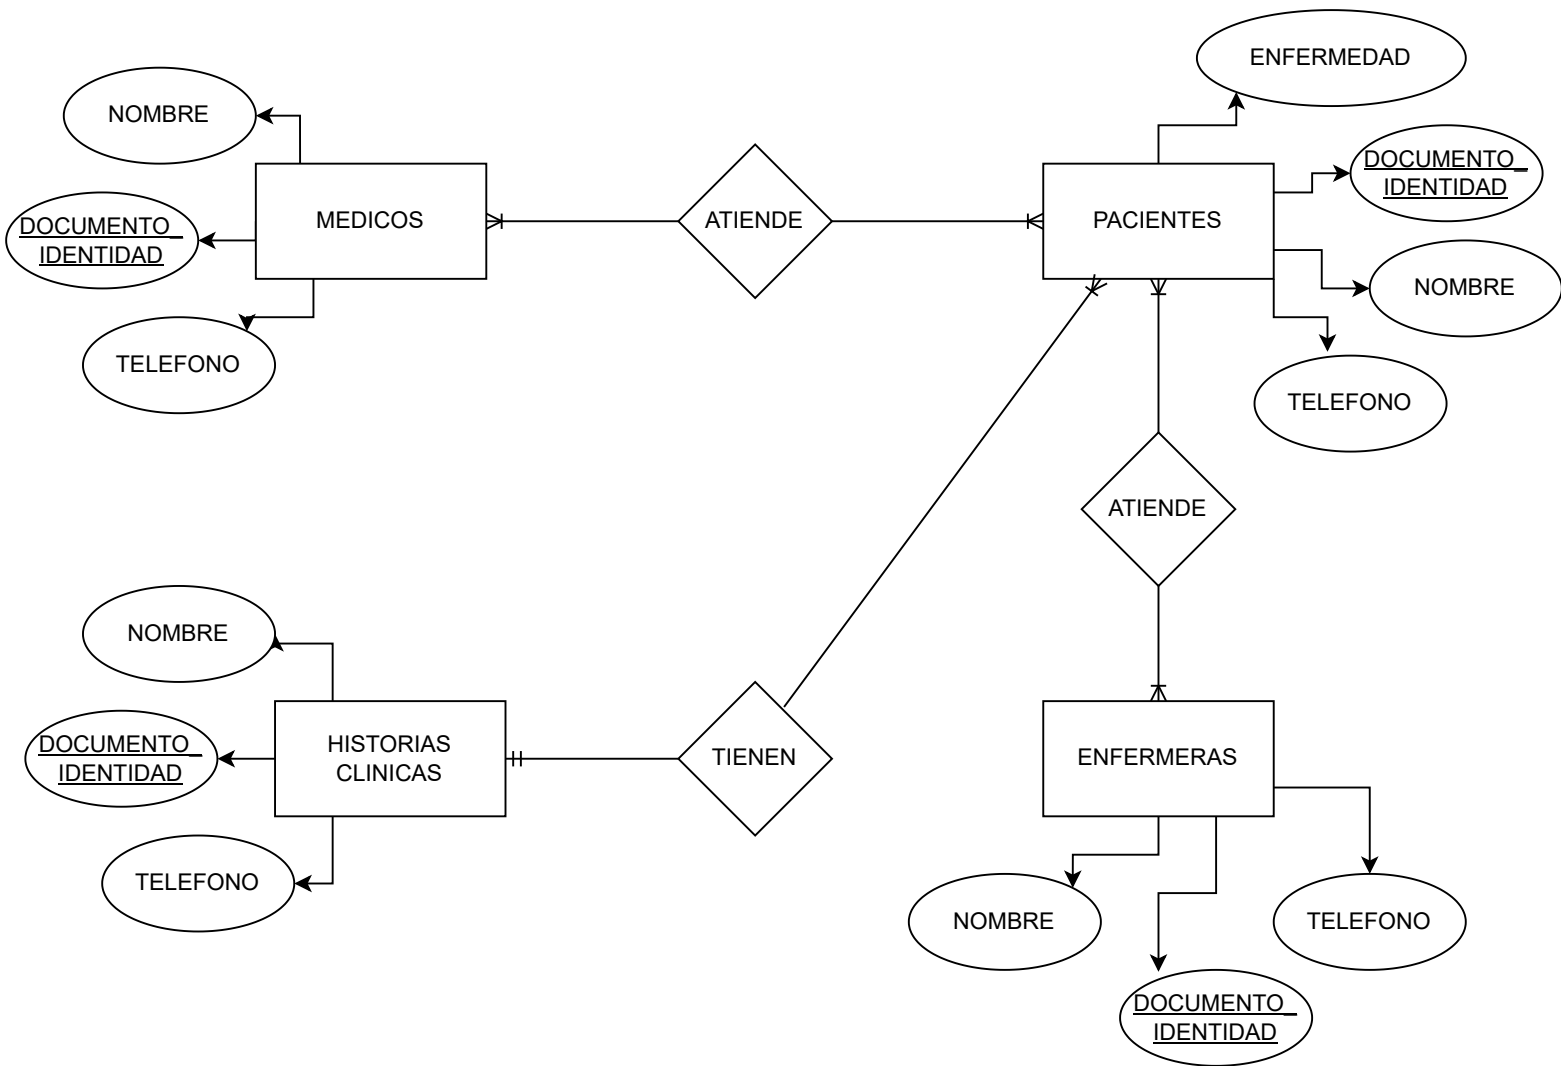 ENFERMEDAD
NOMBRE
DOCUMENTO_
IDENTIDAD
MEDICOS
ATIENDE
PACIENTES
DOCUMENTO_
IDENTIDAD
NOMBRE
TELEFONO
TELEFONO
ATIENDE
NOMBRE
DOCUMENTO_
IDENTIDAD
HISTORIAS
CLINICAS
TIENEN
ENFERMERAS
TELEFONO
NOMBRE
TELEFONO
DOCUMENTO_
IDENTIDAD